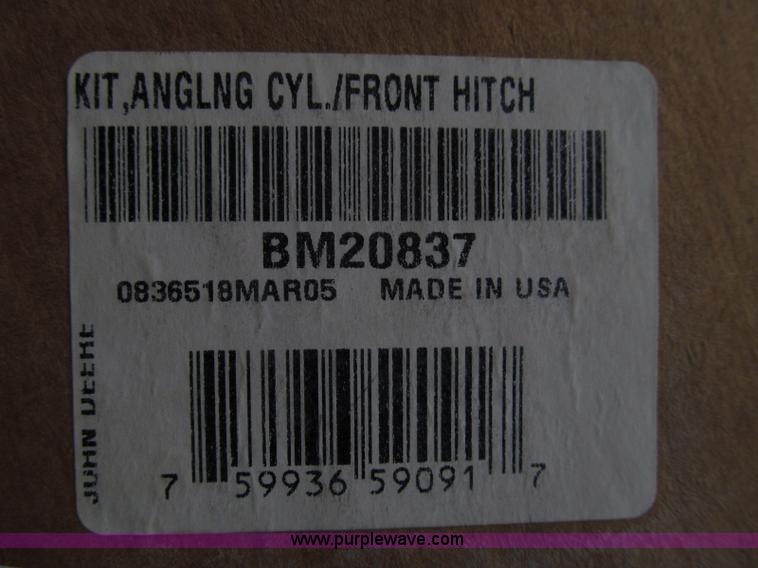 KIT,ANGLNG CYL./FRONT HITCH
BM20837
0836518MAR05 MADE IN USA
JOHN DEERE
7 59936 59091 7
www.purplewave.com